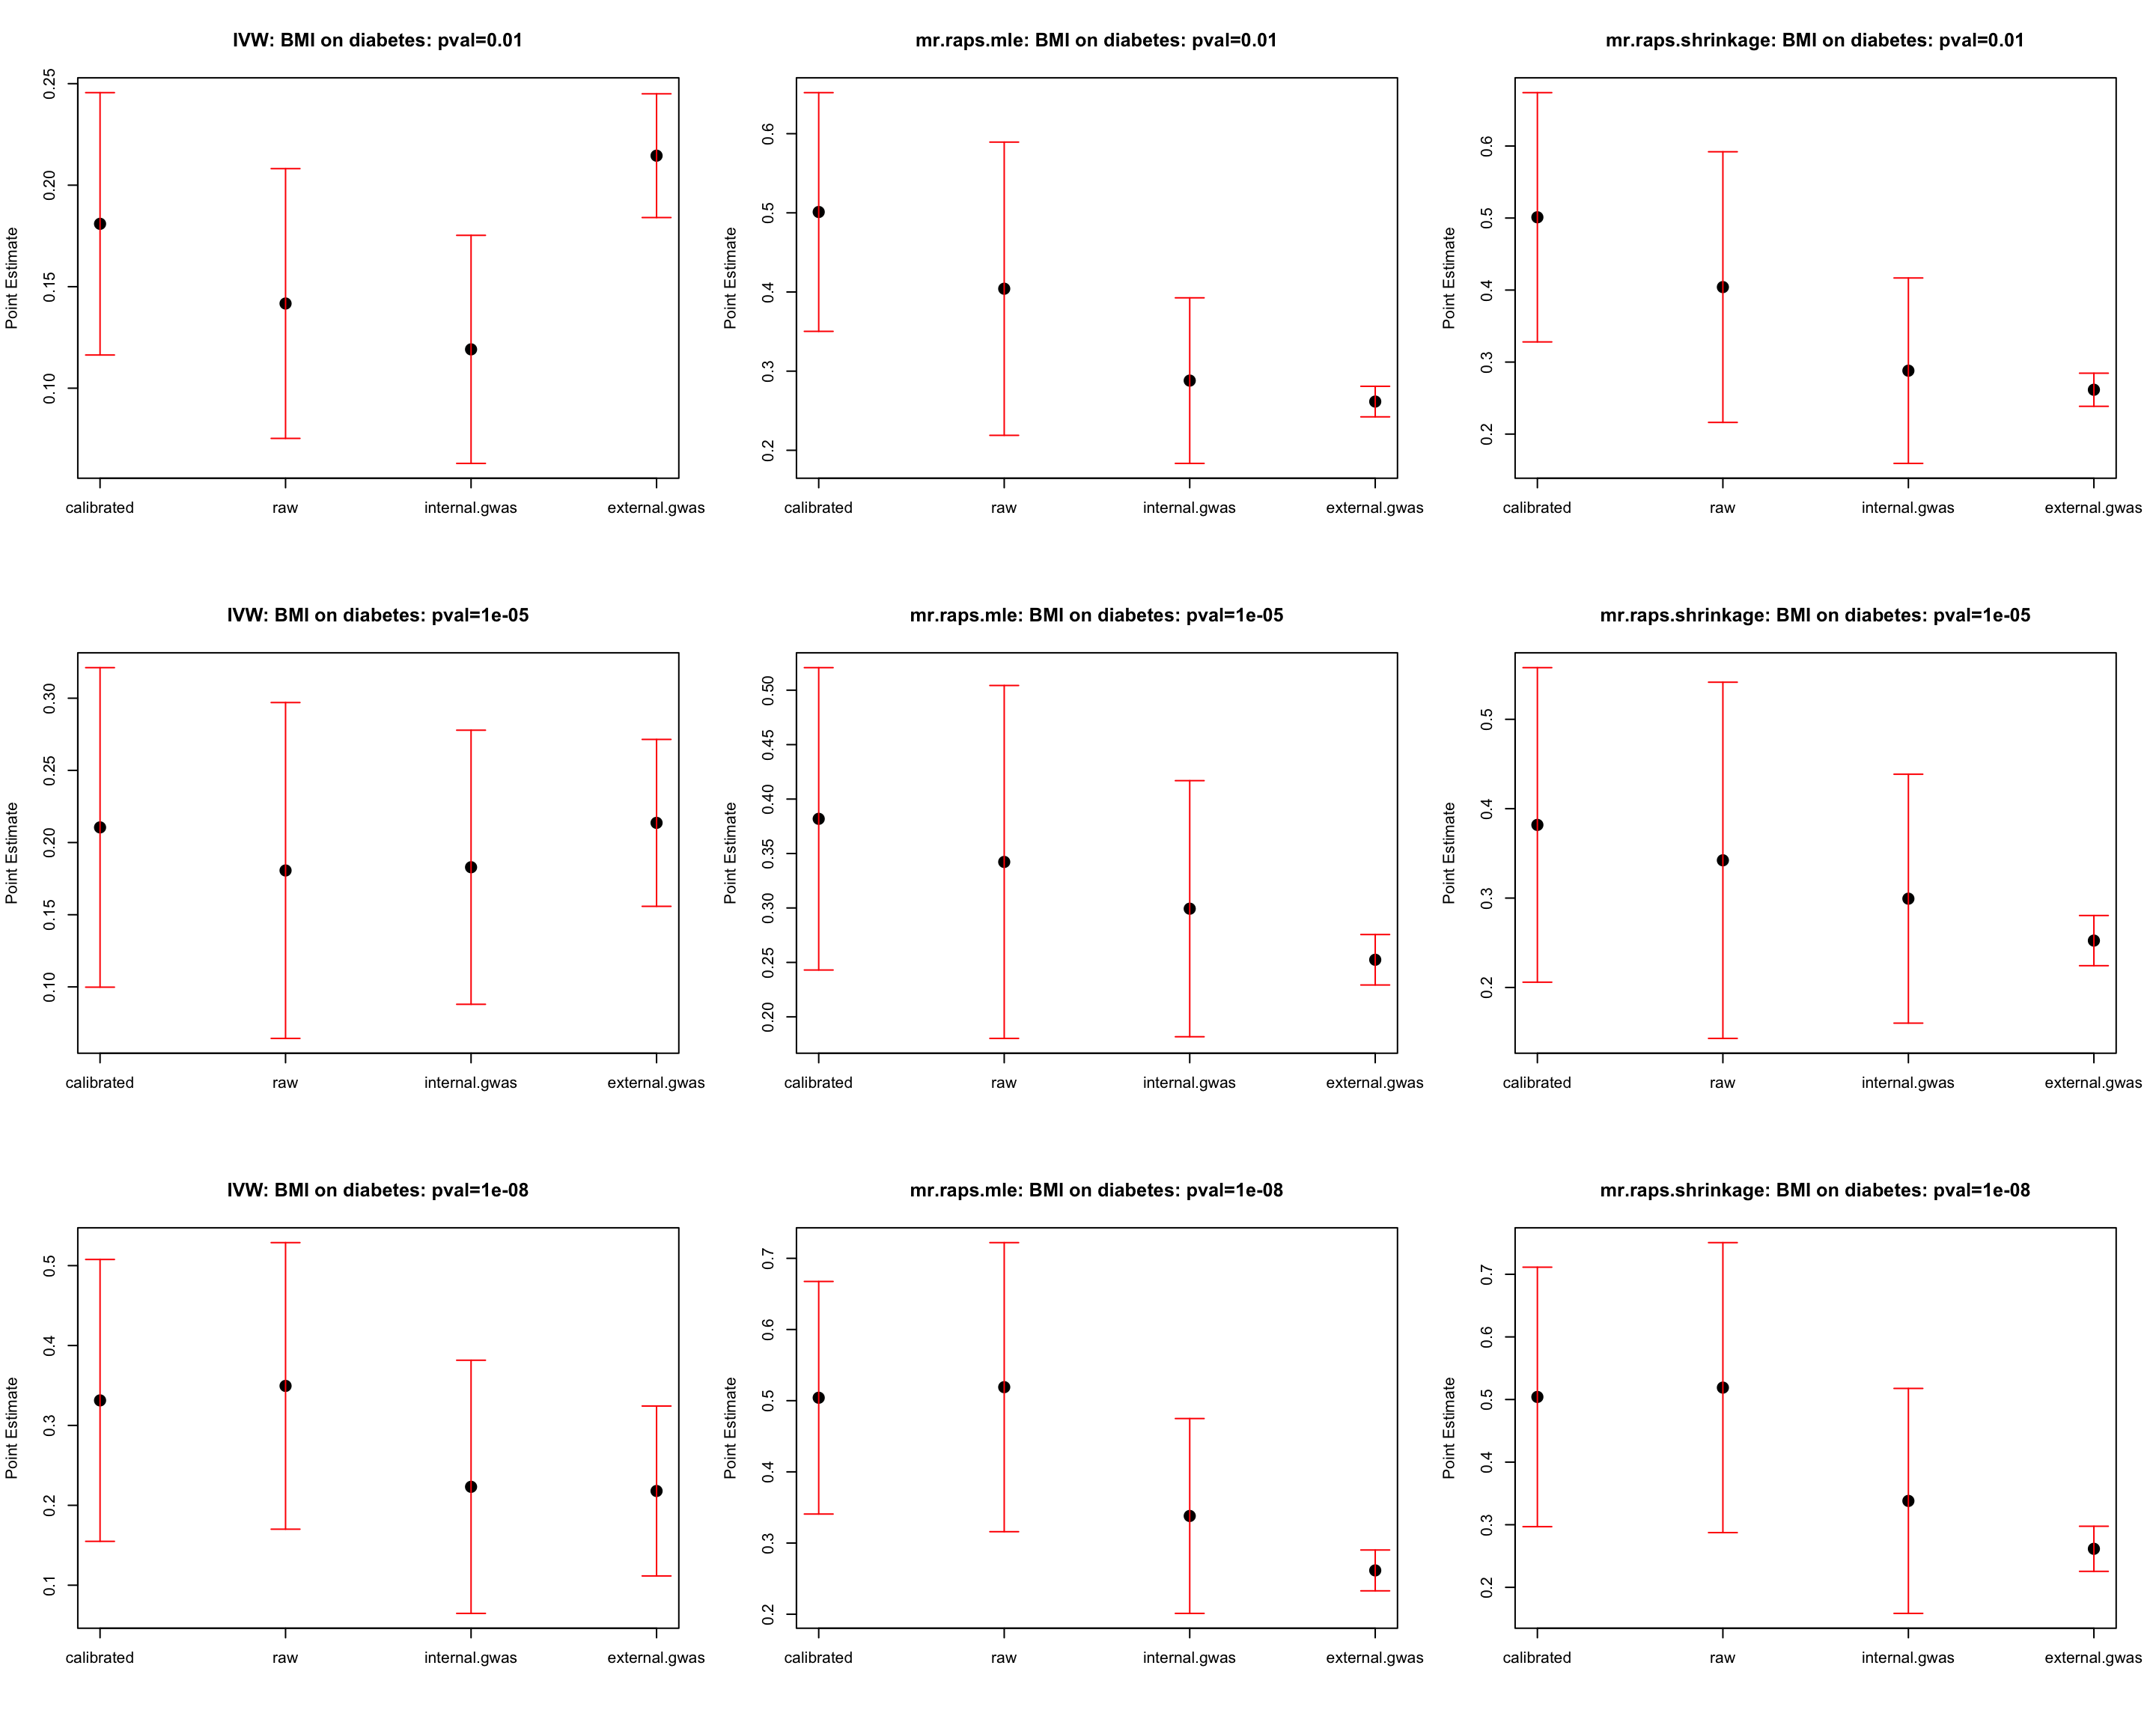 IVW: BMI on diabetes: pval=0.01
Point Estimate
0.25
0.20
0.15
0.10
calibrated raw internal.gwas external.gwas
mr.raps.mle: BMI on diabetes: pval=0.01
Point Estimate
0.6
0.5
0.4
0.3
0.2
calibrated raw internal.gwas external.gwas
mr.raps.shrinkage: BMI on diabetes: pval=0.01
Point Estimate
0.6
0.5
0.4
0.3
0.2
calibrated raw internal.gwas external.gwas
IVW: BMI on diabetes: pval=1e-05
Point Estimate
0.30
0.25
0.20
0.15
0.10
calibrated raw internal.gwas external.gwas
mr.raps.mle: BMI on diabetes: pval=1e-05
Point Estimate
0.50
0.45
0.40
0.35
0.30
0.25
0.20
calibrated raw internal.gwas external.gwas
mr.raps.shrinkage: BMI on diabetes: pval=1e-05
Point Estimate
0.5
0.4
0.3
0.2
calibrated raw internal.gwas external.gwas
IVW: BMI on diabetes: pval=1e-08
Point Estimate
0.5
0.4
0.3
0.2
0.1
calibrated raw internal.gwas external.gwas
mr.raps.mle: BMI on diabetes: pval=1e-08
Point Estimate
0.7
0.6
0.5
0.4
0.3
0.2
calibrated raw internal.gwas external.gwas
mr.raps.shrinkage: BMI on diabetes: pval=1e-08
Point Estimate
0.7
0.6
0.5
0.4
0.3
0.2
calibrated raw internal.gwas external.gwas